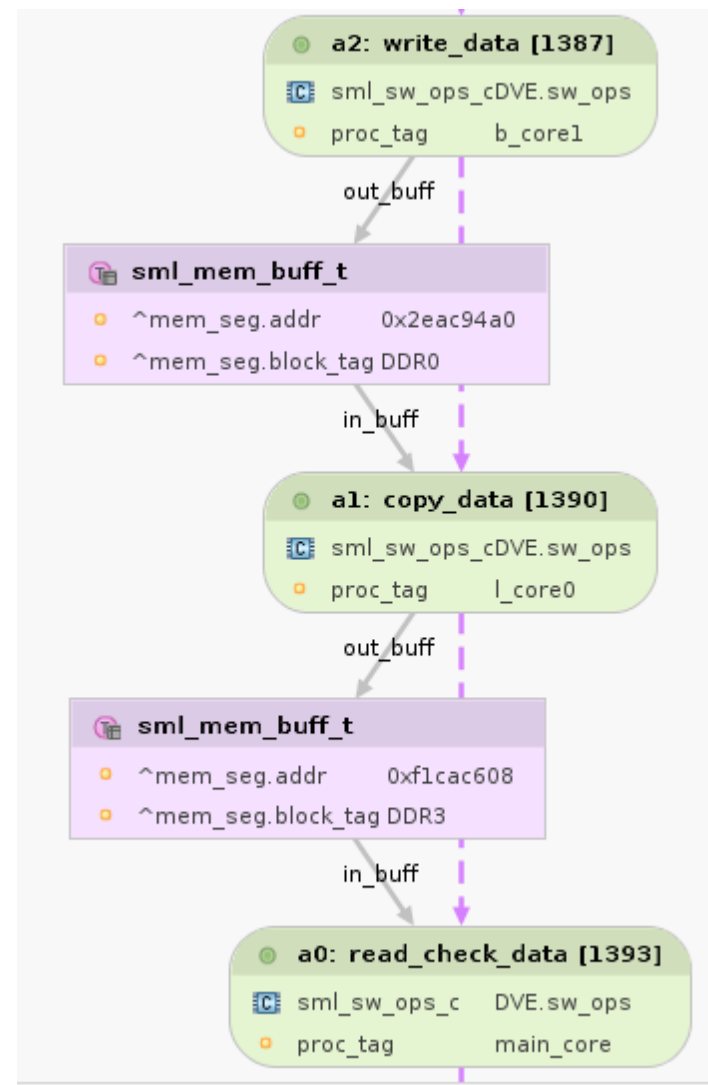 a2: write_data [1387]
sml_sw_ops_cDVE.sw_ops
proc_tag b_core1
out_buff
sml_mem_buff_t
^mem_seg.addr 0x2eac94a0
^mem_seg.block_tag DDR0
in_buff
a1: copy_data [1390]
sml_sw_ops_cDVE.sw_ops
proc_tag l_core0
out_buff
sml_mem_buff_t
^mem_seg.addr 0xf1cac608
^mem_seg.block_tag DDR3
in_buff
a0: read_check_data [1393]
sml_sw_ops_c DVE.sw_ops
proc_tag main_core